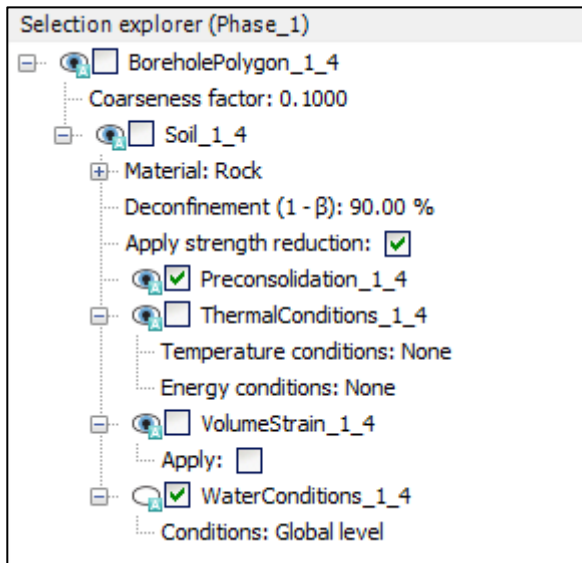 Selection explorer (Phase_1)
BoreholePolygon_1_4
Coarseness factor: 0.1000
Soil_1_4
Material: Rock
Deconfinement (1 - β): 90.00 %
Apply strength reduction:
Preconsolidation_1_4
ThermalConditions_1_4
Temperature conditions: None
Energy conditions: None
VolumeStrain_1_4
Apply:
WaterConditions_1_4
Conditions: Global level